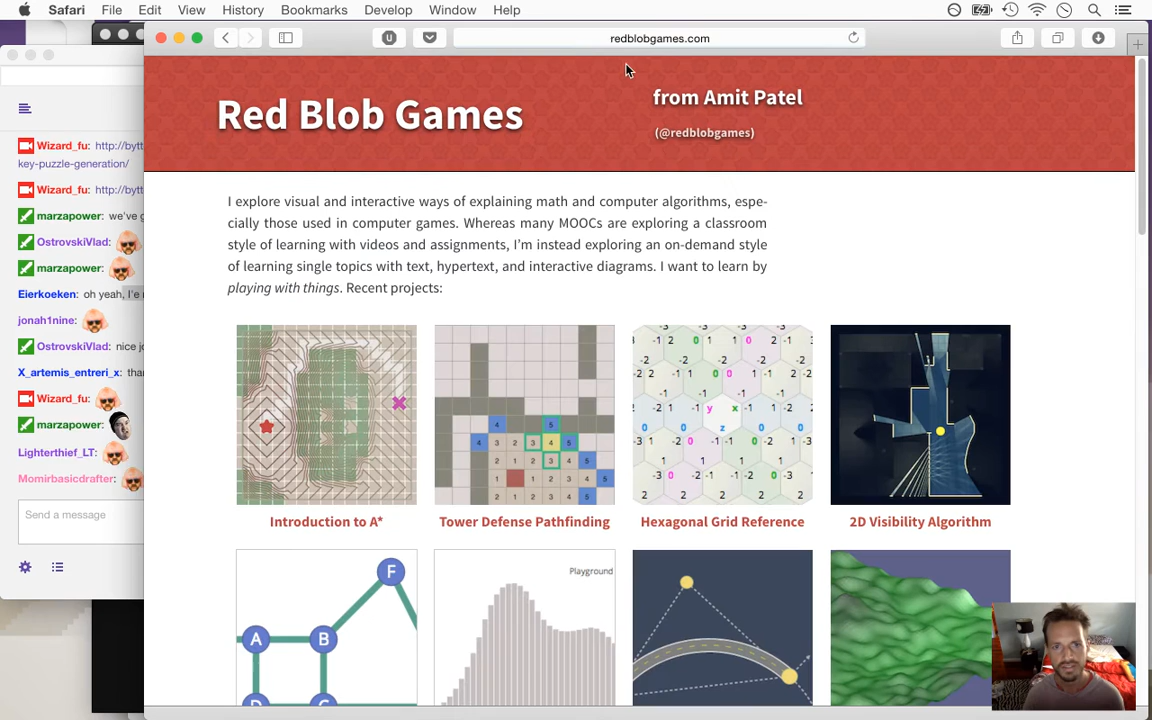 Safari File Edit View History Bookmarks Develop Window Help
redblobgames.com
Red Blob Games
from Amit Patel
(@redblobgames)
I explore visual and interactive ways of explaining math and computer algorithms, espe-
cially those used in computer games. Whereas many MOOCs are exploring a classroom
style of learning with videos and assignments, I'm instead exploring an on-demand style
of learning single topics with text, hypertext, and interactive diagrams. I want to learn by
playing with things. Recent projects:
Introduction to A*
Tower Defense Pathfinding
Hexagonal Grid Reference
2D Visibility Algorithm
Playground
F
A B
Wizard_fu: http://bytt
key-puzzle-generation/
Wizard_fu: http://bytt
marzapower: we've g
OstrovskiVlad:
marzapower:
Eierkoeken: oh yeah, I'e
jonah1nine:
OstrovskiVlad: nice
X_artemis_entreri_x: tha
Wizard_fu:
marzapower:
Lighterthief_LT:
Momirbasicdrafter:
Send a message